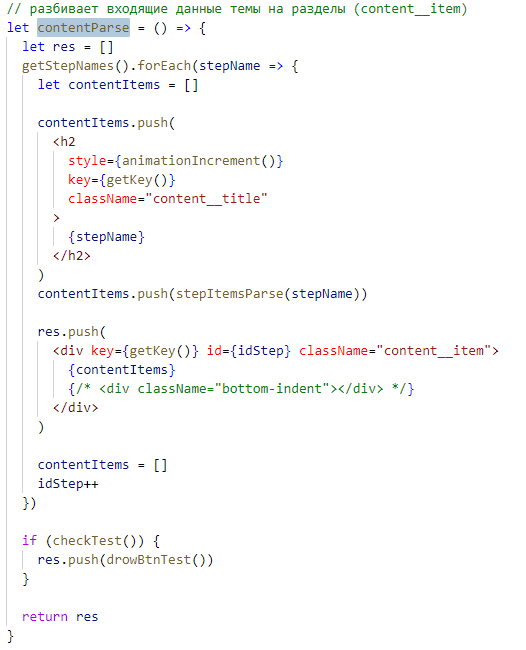 // разбивает входящие данные темы на разделы (content__item)
let contentParse = () => {
  let res = []
  getStepNames().forEach(stepName => {
    let contentItems = []

    contentItems.push(
      <h2
        style={animationIncrement()}
        key={getKey()}
        className="content__title"
      >
        {stepName}
      </h2>
    )
    contentItems.push(stepItemsParse(stepName))

    res.push(
      <div key={getKey()} id={idStep} className="content__item">
        {contentItems}
        {/* <div className="bottom-indent"></div> */}
      </div>
    )

    contentItems = []
    idStep++
  })

  if (checkTest()) {
    res.push(drowBtnTest())
  }

  return res
}